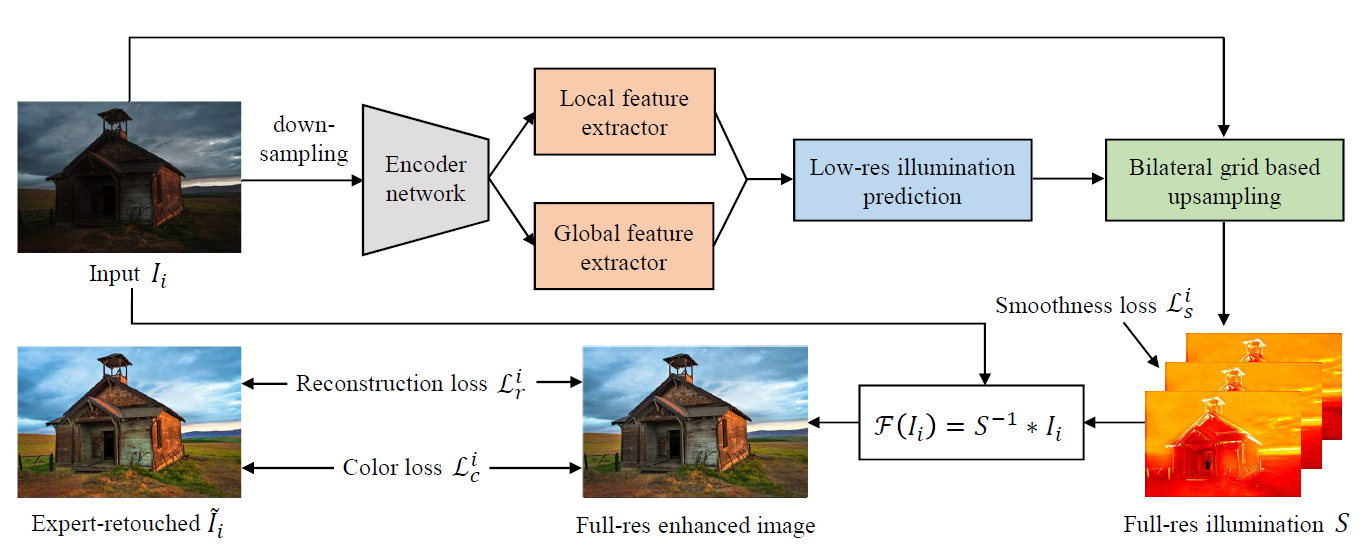 down-
sampling
Encoder
network
Local feature
extractor
Global feature
extractor
Low-res illumination
prediction
Bilateral grid based
upsampling
Input $I_i$
Smoothness loss $\mathcal{L}_s^i$
Reconstruction loss $\mathcal{L}_r^i$
Color loss $\mathcal{L}_c^i$
$\mathcal{F}(I_i) = S^{-1} * I_i$
Expert-retouched $\tilde{I}_i$
Full-res enhanced image
Full-res illumination $S$